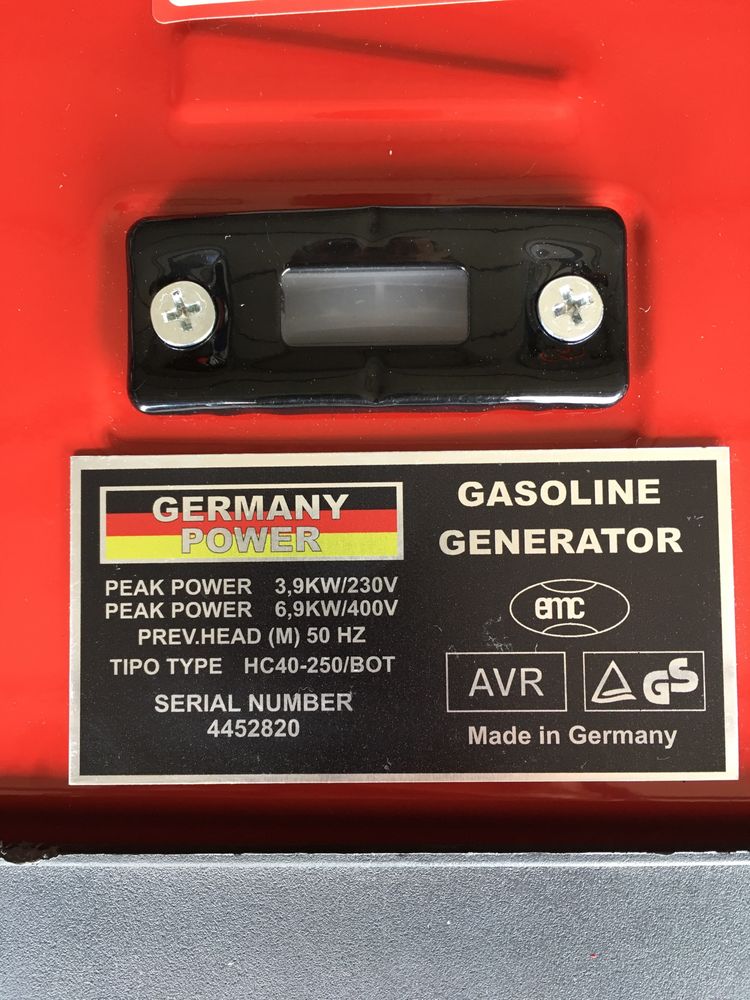 GERMANY
POWER
PEAK POWER 3,9KW/230V
PEAK POWER 6,9KW/400V
PREV.HEAD (M) 50 HZ
TIPO TYPE HC40-250/BOT
SERIAL NUMBER
4452820
GASOLINE
GENERATOR
emc
AVR
GS
Made in Germany